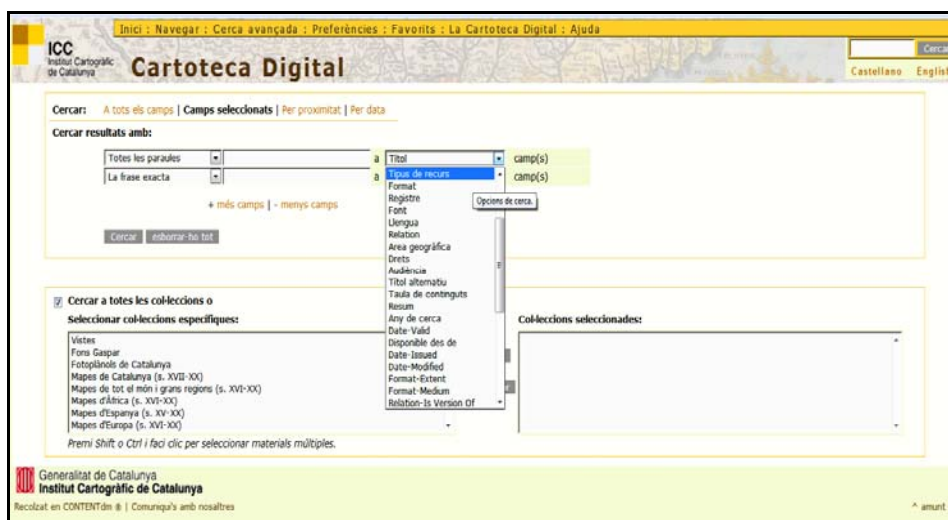 Inici : Navegar : Cerca avançada : Preferències : Favorits : La Cartoteca Digital : Ajuda
ICC
Institut Cartogràfic
de Catalunya
Cartoteca Digital
Cercar
Castellano English
Cercar: A tots els camps | Camps seleccionats | Per proximitat | Per data
Cercar resultats amb:
Totes les paraules a Títol camp(s)
La frase exacta a camp(s)
+ més camps | - menys camps
Cercar esborrar-ho tot
Tipus de recurs
Format
Registre
Opcions de cerca.
Font
Llengua
Relation
Area geogràfica
Drets
Audiència
Títol alternatiu
Taula de continguts
Resum
Any de cerca
Date-Valid
Disponible des de
Date-Issued
Date-Modified
Format-Extent
Format-Medium
Relation-Is Version Of
Cercar a totes les col·leccions o
Seleccionar col·leccions específiques:
Vistes
Fons Gaspar
Fotoplànols de Catalunya
Mapes de Catalunya (s. XVII-XX)
Mapes de tot el món i grans regions (s. XVI-XX)
Mapes d'Àfrica (s. XVI-XX)
Mapes d'Espanya (s. XV-XX)
Mapes d'Europa (s. XVI-XX)
Col·leccions seleccionades:
Premi Shift o Ctrl i faci clic per seleccionar materials múltiples.
Generalitat de Catalunya
Institut Cartogràfic de Catalunya
Recolzat en CONTENTdm ® | Comuniqui's amb nosaltres
^ amunt